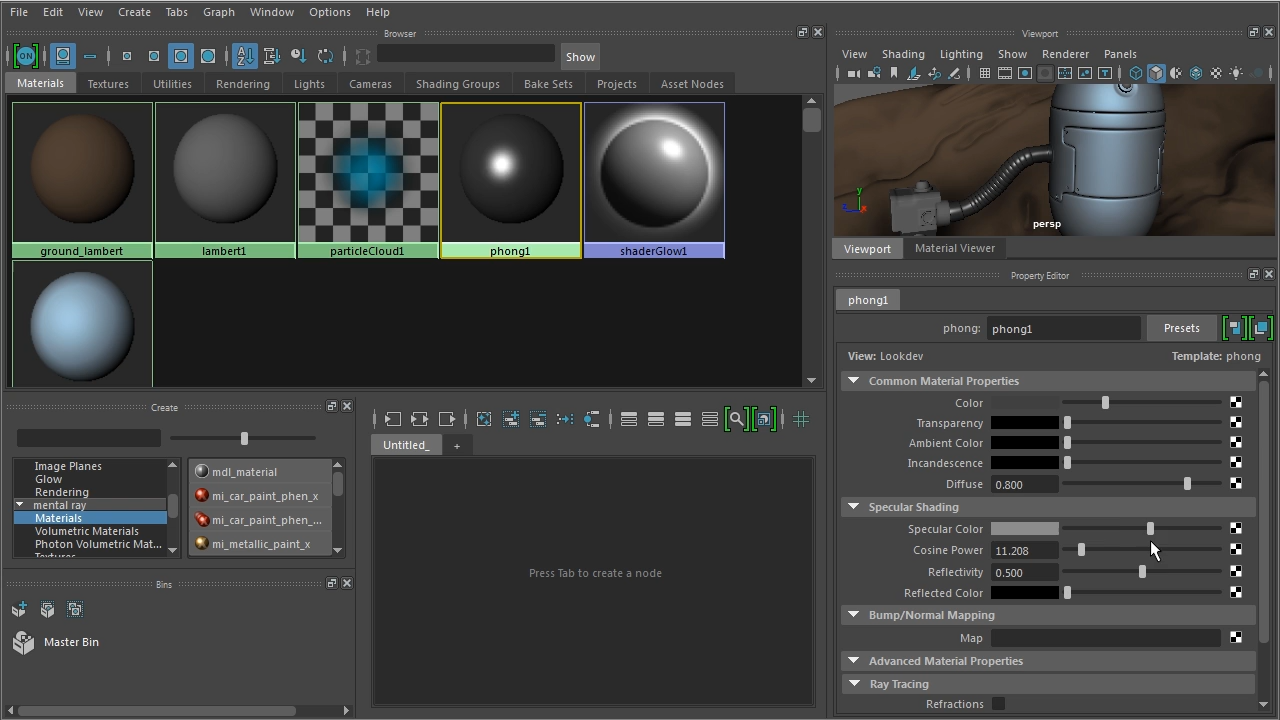 File Edit View Create Tabs Graph Window Options Help
Browser
ON
Show
Materials Textures Utilities Rendering Lights Cameras Shading Groups Bake Sets Projects Asset Nodes
ground_lambert lambert1 particleCloud1 phong1 shaderGlow1
Create
Image Planes
Glow
Rendering
mental ray
Materials
Volumetric Materials
Photon Volumetric Mat...
Textures
mdl_material
mi_car_paint_phen_x
mi_car_paint_phen_...
mi_metallic_paint_x
Bins
Master Bin
Untitled_ +
Press Tab to create a node
Viewport
View Shading Lighting Show Renderer Panels
y
z x
persp
Viewport Material Viewer
Property Editor
phong1
phong: phong1 Presets
View: Lookdev Template: phong
Common Material Properties
Color
Transparency
Ambient Color
Incandescence
Diffuse 0.800
Specular Shading
Specular Color
Cosine Power 11.208
Reflectivity 0.500
Reflected Color
Bump/Normal Mapping
Map
Advanced Material Properties
Ray Tracing
Refractions